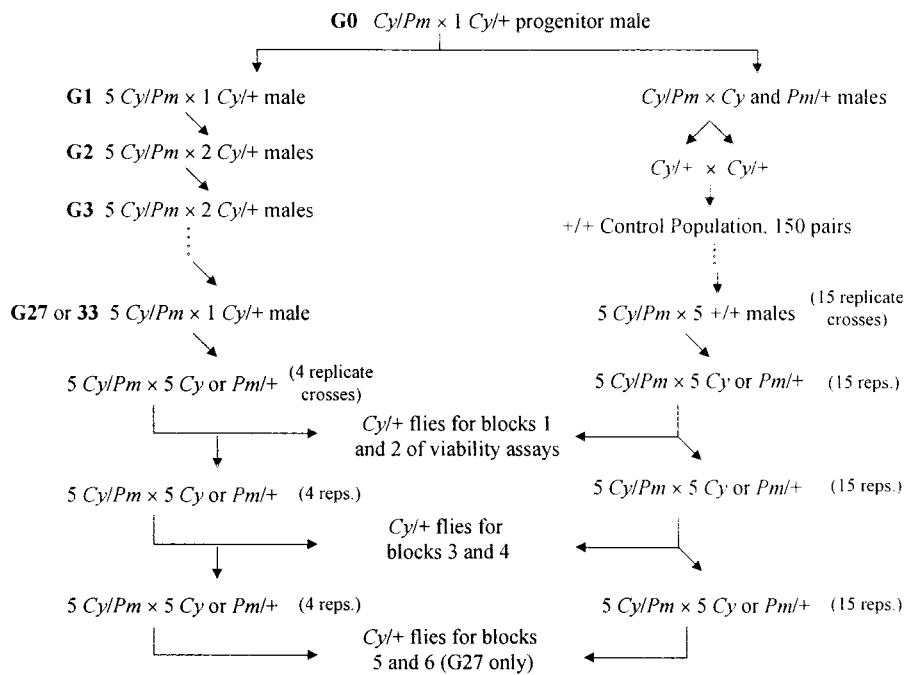 G0 Cy/Pm × 1 Cy/+ progenitor male
G1 5 Cy/Pm × 1 Cy/+ male
Cy/Pm × Cy and Pm/+ males
G2 5 Cy/Pm × 2 Cy/+ males
Cy/+ × Cy/+
G3 5 Cy/Pm × 2 Cy/+ males
+/+ Control Population, 150 pairs
G27 or 33 5 Cy/Pm × 1 Cy/+ male
5 Cy/Pm × 5 +/+ males
(15 replicate
crosses)
5 Cy/Pm × 5 Cy or Pm/+
(4 replicate
crosses)
5 Cy/Pm × 5 Cy or Pm/+ (15 reps.)
Cy/+ flies for blocks 1
and 2 of viability assays
5 Cy/Pm × 5 Cy or Pm/+ (4 reps.)
5 Cy/Pm × 5 Cy or Pm/+ (15 reps.)
Cy/+ flies for
blocks 3 and 4
5 Cy/Pm × 5 Cy or Pm/+ (4 reps.)
5 Cy/Pm × 5 Cy or Pm/+ (15 reps.)
Cy/+ flies for blocks
5 and 6 (G27 only)